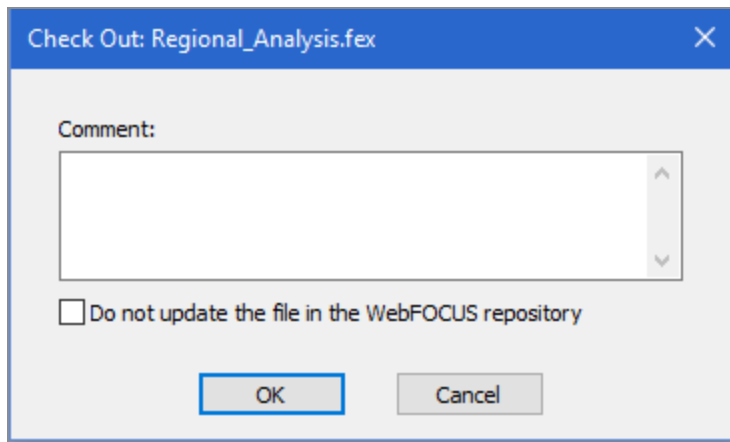 Check Out: Regional_Analysis.fex
Comment:
Do not update the file in the WebFOCUS repository
OK
Cancel